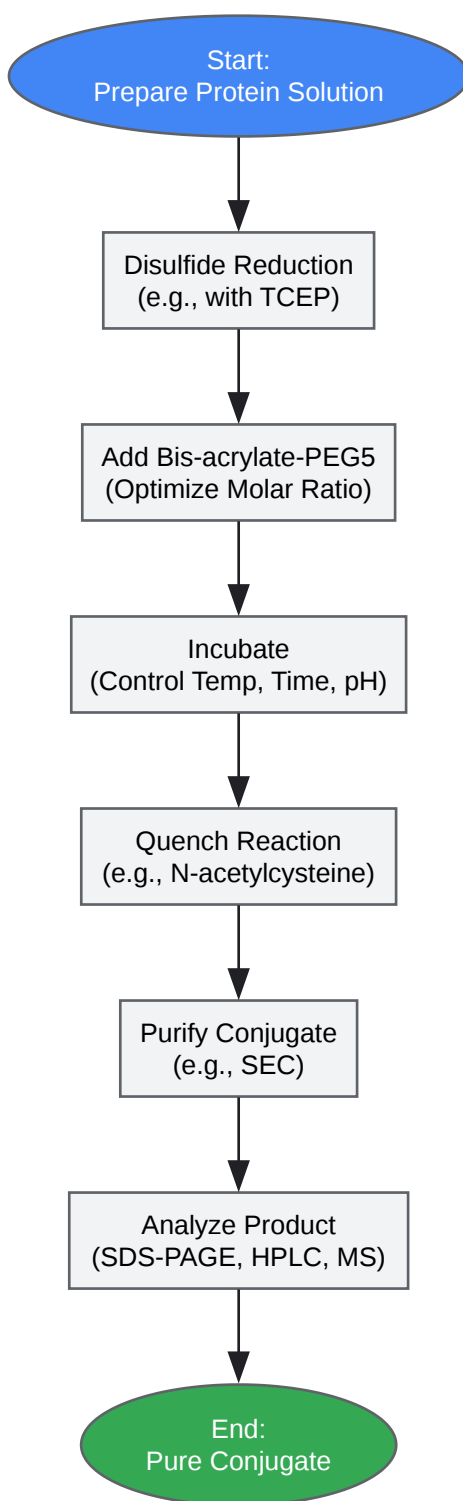 Start:
Prepare Protein Solution
Disulfide Reduction
(e.g., with TCEP)
Add Bis-acrylate-PEG5
(Optimize Molar Ratio)
Incubate
(Control Temp, Time, pH)
Quench Reaction
(e.g., N-acetylcysteine)
Purify Conjugate
(e.g., SEC)
Analyze Product
(SDS-PAGE, HPLC, MS)
End:
Pure Conjugate